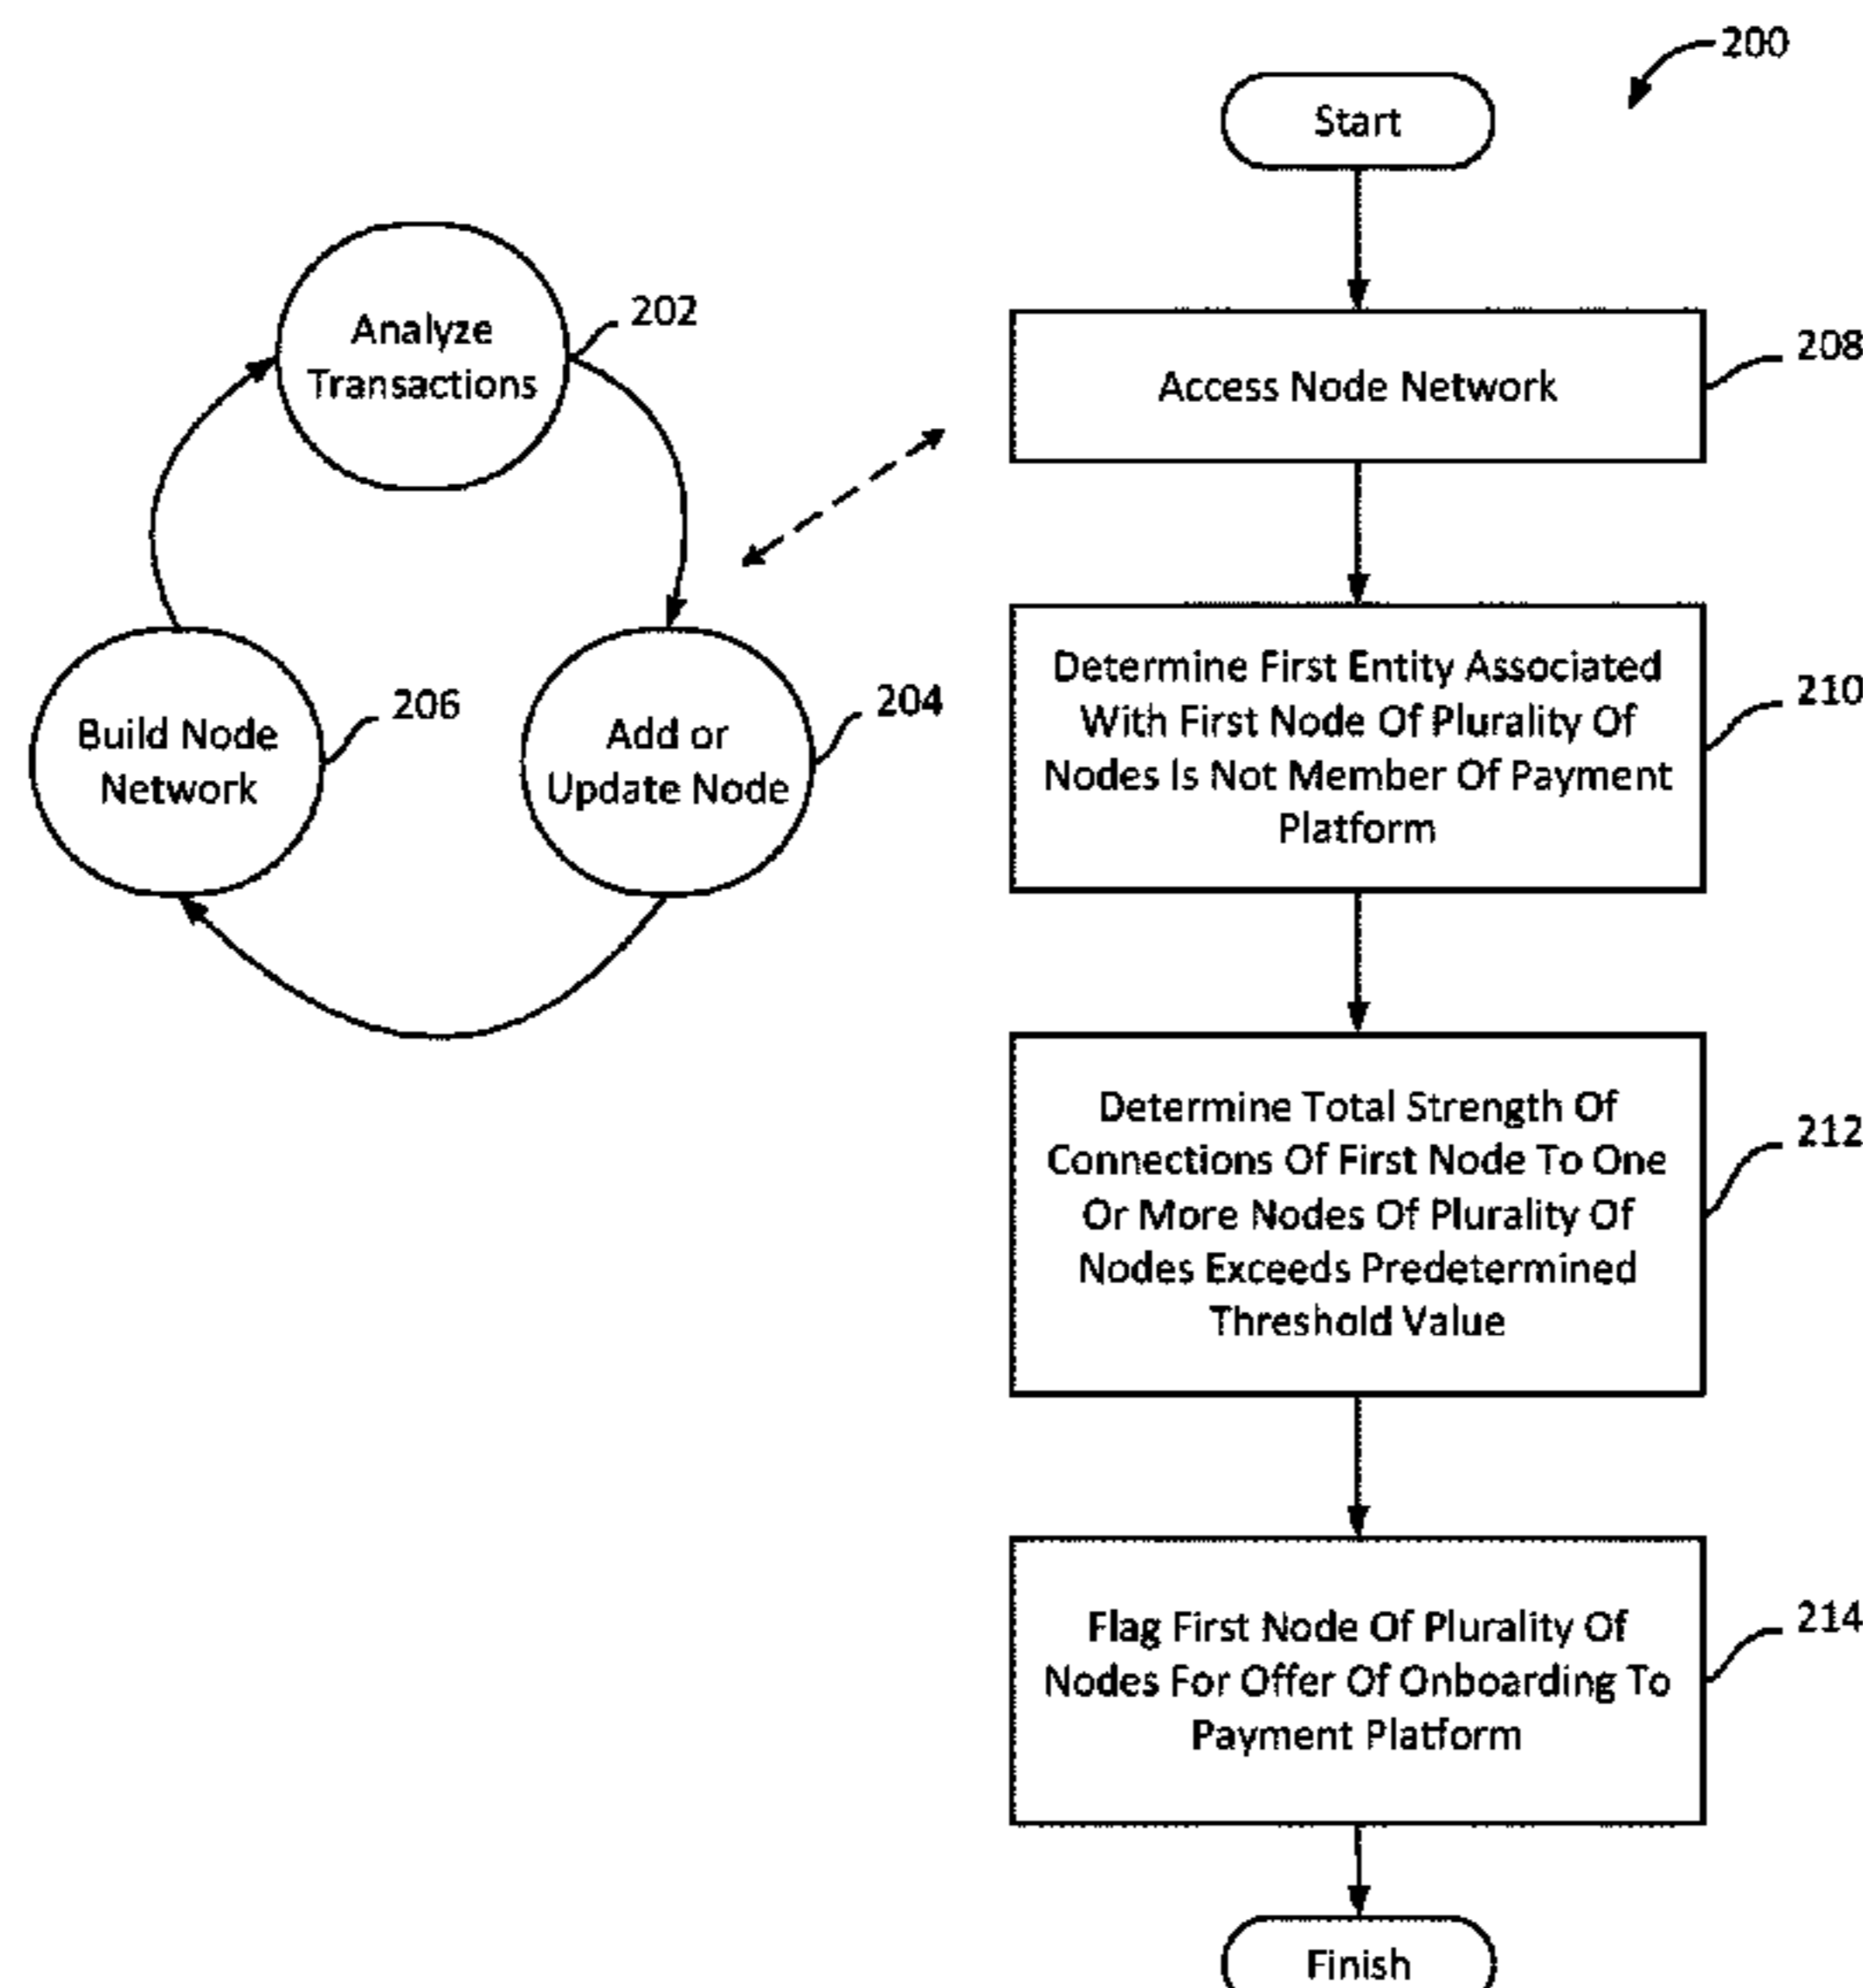 200
Start
Analyze
Transactions
202
Access Node Network
208
Build Node
Network
206
Add or
Update Node
204
Determine First Entity Associated
With First Node Of Plurality Of
Nodes Is Not Member Of Payment
Platform
210
Determine Total Strength Of
Connections Of First Node To One
Or More Nodes Of Plurality Of
Nodes Exceeds Predetermined
Threshold Value
212
Flag First Node Of Plurality Of
Nodes For Offer Of Onboarding To
Payment Platform
214
Finish